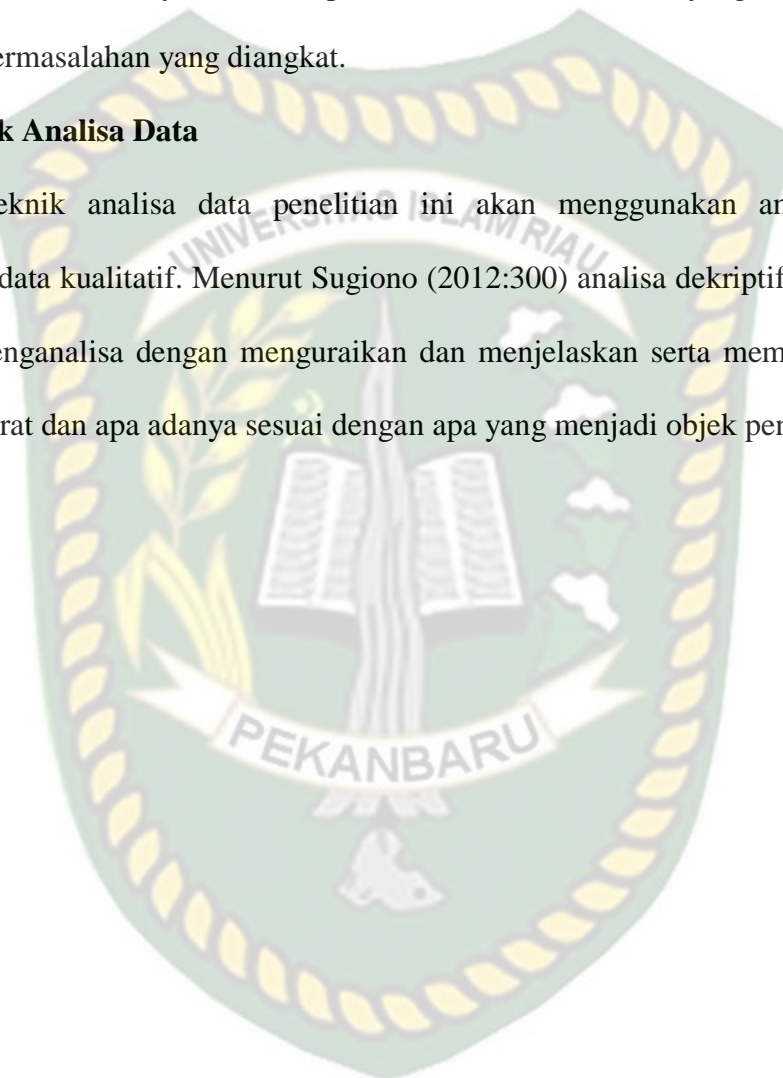 ermasalahan yang diangkat.
k Analisa Data
eknik analisa data penelitian ini akan menggunakan an
data kualitatif. Menurut Sugiono (2012:300) analisa dekriptif
enganalisa dengan menguraikan dan menjelaskan serta mem
rat dan apa adanya sesuai dengan apa yang menjadi objek pen
UNIVERSITAS ISLAM RIAU
PEKANBARU